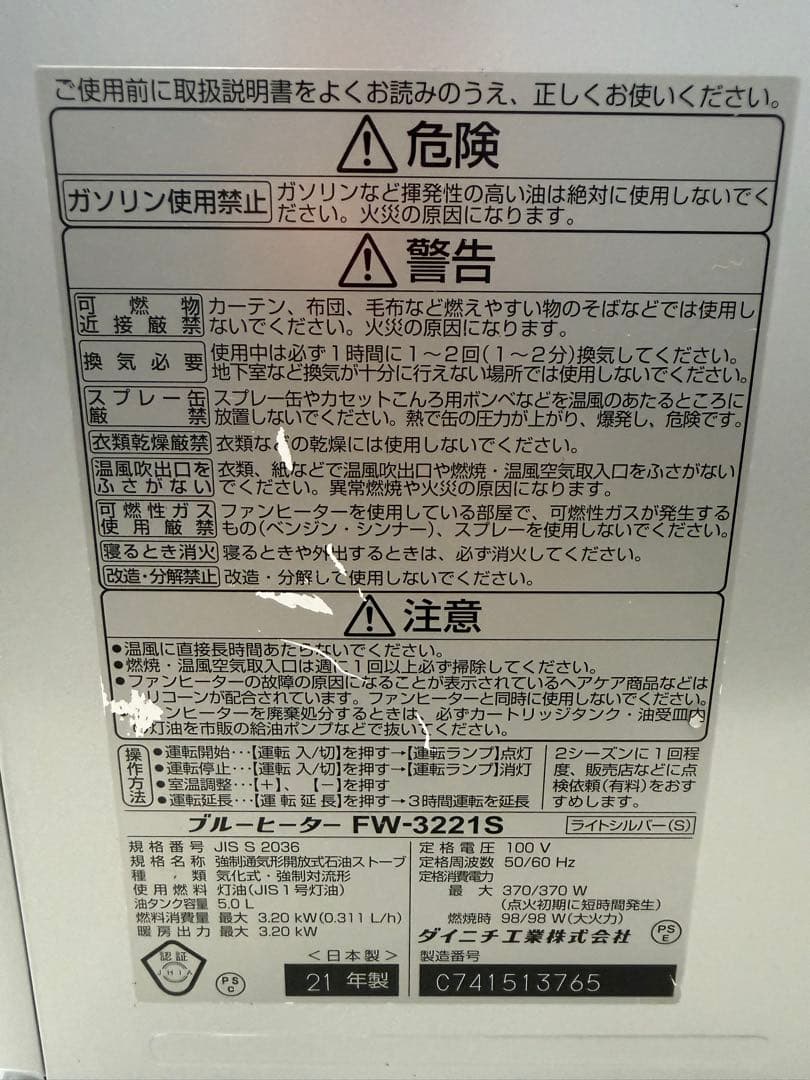 ご使用前に取扱説明書をよくお読みのうえ、正しくお使いください。
危険
ガソリン使用禁止
ガソリンなど揮発性の高い油は絶対に使用しないでく
ださい。火災の原因になります。
警告
可燃物
近接厳禁
カーテン、布団、毛布など燃えやすい物のそばなどでは使用し
ないでください。火災の原因になります。
換気必要
使用中は必ず1時間に1〜2回(1〜2分)換気してください。
地下室など換気が十分に行えない場所では使用しないでください。
スプレー缶
厳禁
スプレー缶やカセットこんろ用ボンベなどを温風のあたるところに
放置しないでください。熱で缶の圧力が上がり、爆発し、危険です。
衣類乾燥厳禁
衣類などの乾燥には使用しないでください。
温風吹出口を
ふさがない
衣類、紙などで温風吹出口や燃焼・温風空気取入口をふさがない
でください。異常燃焼や火災の原因になります。
可燃性ガス
使用厳禁
ファンヒーターを使用している部屋で、可燃性ガスが発生する
もの(ベンジン・シンナー)、スプレーを使用しないでください。
寝るとき消火
寝るときや外出するときは、必ず消火してください。
改造・分解禁止
改造・分解して使用しないでください。
注意
●温風に直接長時間あたらないでください。
●燃焼・温風空気取入口は週に1回以上必ず掃除してください。
●ファンヒーターの故障の原因になることが表示されているヘアケア商品などは
リコーンが配合されています。ファンヒーターと同時に使用しないでください。
ァンヒーターを廃棄処分するときは、必ずカートリッジタンク・油受皿内
の灯油を市販の給油ポンプなどで抜いてください。
操作方法
●運転開始･･･【運転 入/切】を押す→【運転ランプ】点灯
●運転停止･･･【運転 入/切】を押す→【運転ランプ】消灯
●室温調整･･･【+】、【−】を押す
●運転延長･･･【運転延長】を押す→3時間運転を延長
2シーズンに1回程
度、販売店などに点
検依頼(有料)をおす
すめします。
ブルーヒーター FW-3221S
ライトシルバー(S)
規格番号 JIS S 2036
規格名称 強制通気形開放式石油ストーブ
種類 気化式・強制対流形
使用燃料 灯油(JIS1号灯油)
油タンク容量 5.0 L
燃料消費量 最大 3.20 kW(0.311 L/h)
暖房出力 最大 3.20 kW
定格電圧 100 V
定格周波数 50/60 Hz
定格消費電力
最大 370/370 W
(点火初期に短時間発生)
燃焼時 98/98 W(大火力)
ダイニチ工業株式会社
PS
E
認証
JHIA
PS
C
<日本製>
21 年製
製造番号
C741513765